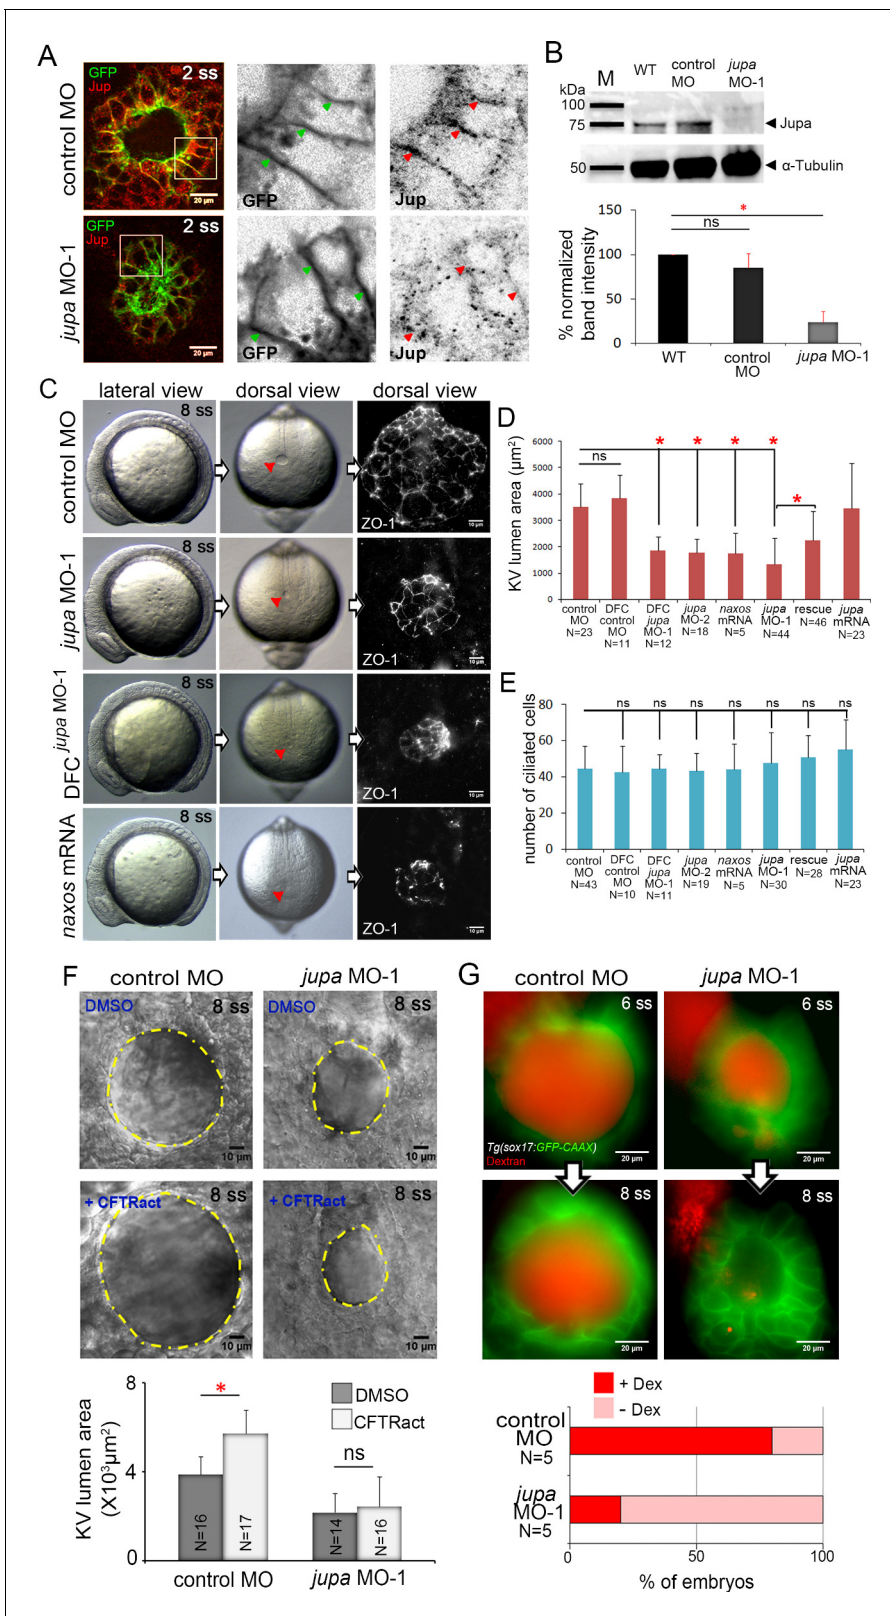 A
control MO
GFP
Jup
2 ss
20 µm
GFP
Jup
jupa MO-1
GFP
Jup
2 ss
20 µm
GFP
Jup
B
kDa
M
WT
control
MO
jupa
MO-1
100
75
Jupa
50
α-Tubulin
% normalized
band intensity
150
100
50
0
*
ns
WT
control
MO
jupa MO-1
C
lateral view
dorsal view
dorsal view
control MO
8 ss
ZO-1
10 µm
jupa MO-1
8 ss
ZO-1
10 µm
DFC jupa MO-1
8 ss
ZO-1
10 µm
naxos mRNA
8 ss
ZO-1
10 µm
D
KV lumen area (µm²)
6000
5000
4000
3000
2000
1000
0
ns
* * * *
*
control
MO
N=23
DFC
control
MO
N=11
DFC
jupa
MO-1
N=12
jupa
MO-2
N=18
naxos
mRNA
N=5
jupa
MO-1
N=44
rescue
N=46
jupa
mRNA
N=23
E
number of ciliated cells
80
60
40
20
0
ns ns ns ns ns ns ns
control
MO
N=43
DFC
control
MO
N=10
DFC
jupa
MO-1
N=11
jupa
MO-2
N=19
naxos
mRNA
N=5
jupa
MO-1
N=30
rescue
N=28
jupa
mRNA
N=23
F
control MO
jupa MO-1
DMSO
8 ss
10 µm
DMSO
8 ss
10 µm
+ CFTRact
8 ss
10 µm
+ CFTRact
8 ss
10 µm
KV lumen area
(X10³µm²)
8
4
0
*
ns
DMSO
CFTRact
N=16
N=17
N=14
N=16
control MO
jupa MO-1
G
control MO
jupa MO-1
6 ss
Tg(sox17:GFP-CAAX)
Dextran
20 µm
6 ss
20 µm
8 ss
20 µm
8 ss
20 µm
+ Dex
- Dex
control
MO
N=5
jupa
MO-1
N=5
0
50
100
% of embryos